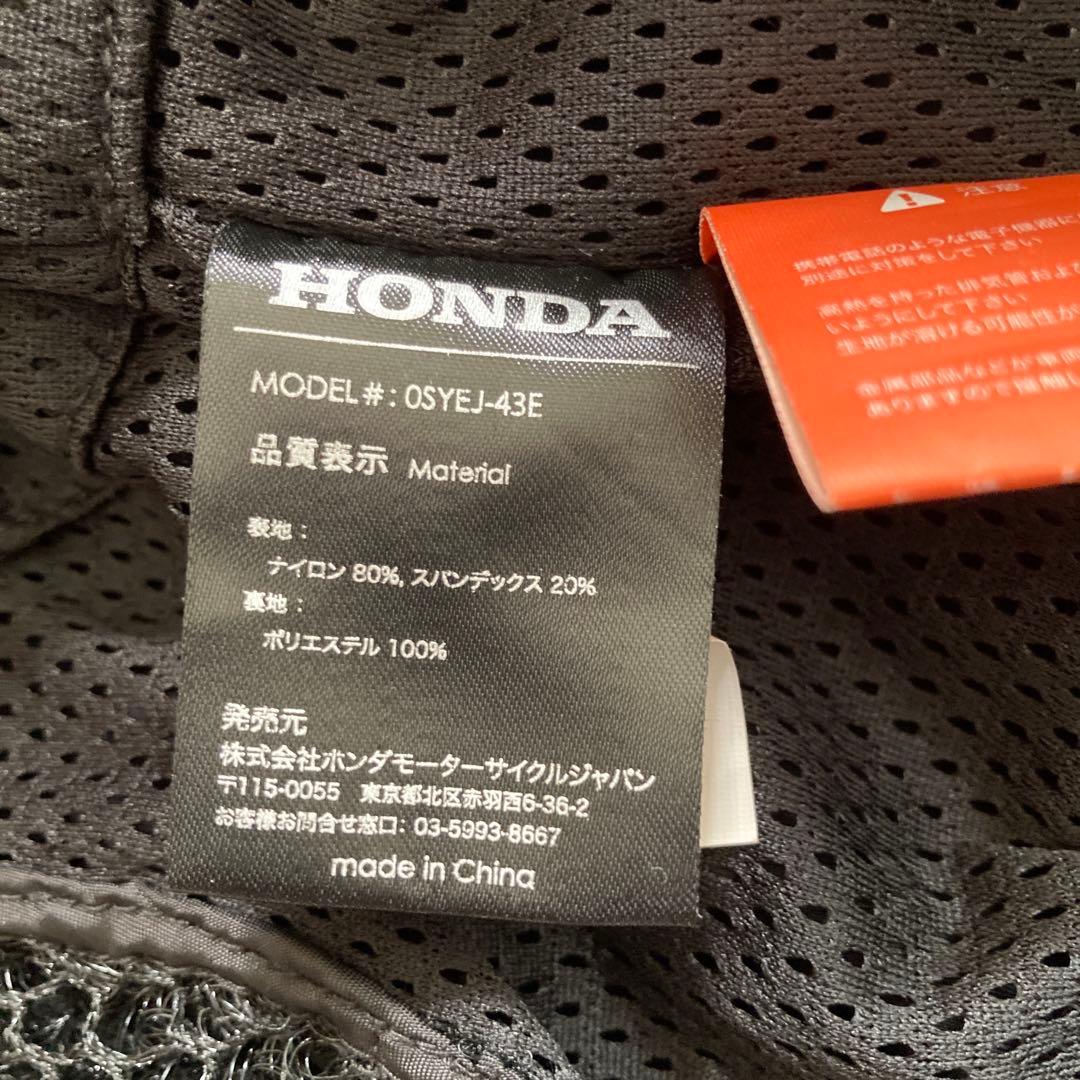 HONDA
MODEL#: 0SYEJ-43E
品質表示 Material
表地：
ナイロン 80%, スパンデックス 20%
裏地：
ポリエステル 100%
発売元
株式会社ホンダモーターサイクルジャパン
〒115-0055 東京都北区赤羽西6-36-2
お客様お問合せ窓口: 03-5993-8667
made in China
注意
携帯電話のような電子機器に
別途に対策をして下さい
高熱を持った排気管およ
いようにして下さい
生地が溶ける可能性が
金属部品などが車両
ありますので接触し